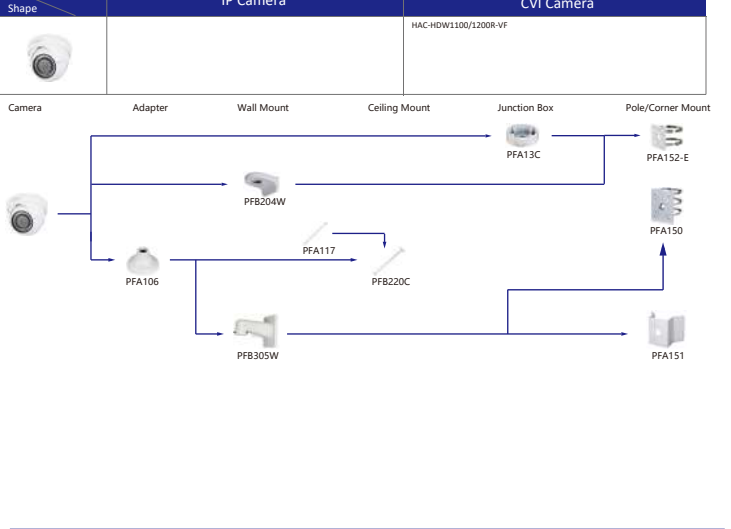 Shape
IP Camera
CVI Camera
HAC-HDW1100/1200R-VF
Camera
Adapter
Wall Mount
Ceiling Mount
Junction Box
Pole/Corner Mount
PFA13C
PFA152-E
PFB204W
PFA150
PFA117
PFA106
PFB220C
PFB305W
PFA151